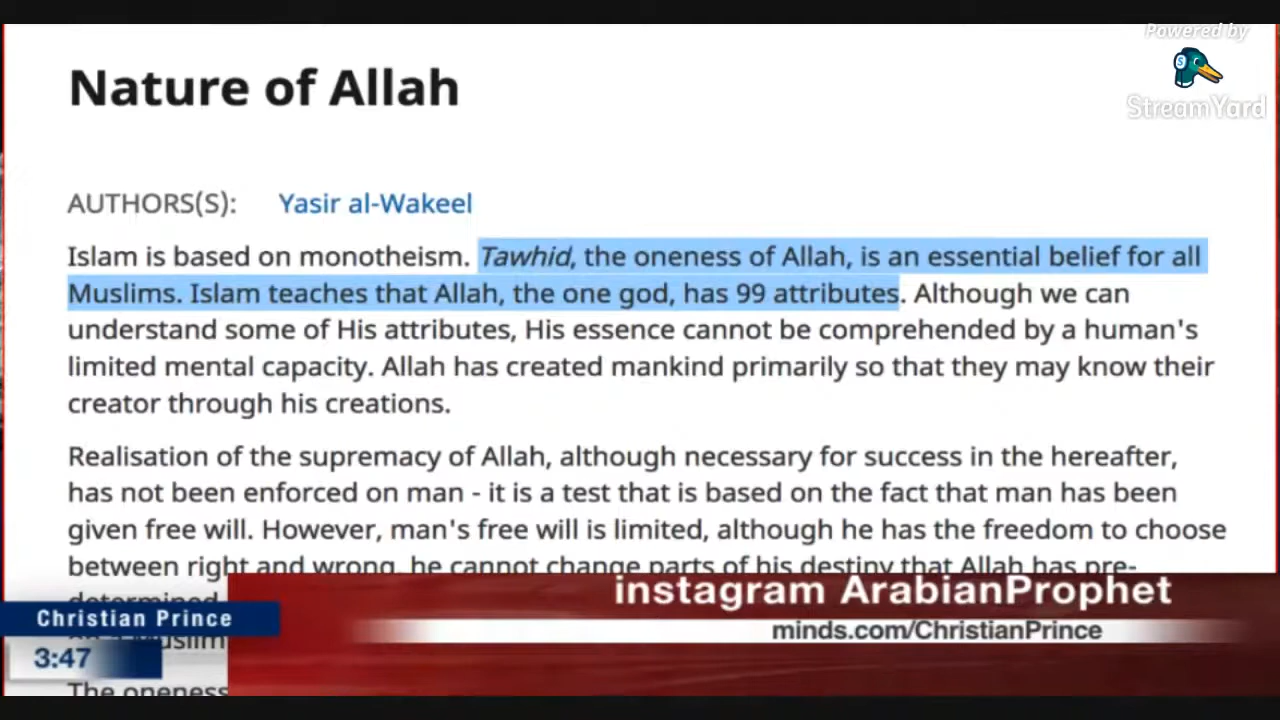 Powered by
StreamYard
Nature of Allah
AUTHORS(S): Yasir al-Wakeel
Islam is based on monotheism. Tawhid, the oneness of Allah, is an essential belief for all
Muslims. Islam teaches that Allah, the one god, has 99 attributes. Although we can
understand some of His attributes, His essence cannot be comprehended by a human's
limited mental capacity. Allah has created mankind primarily so that they may know their
creator through his creations.
Realisation of the supremacy of Allah, although necessary for success in the hereafter,
has not been enforced on man - it is a test that is based on the fact that man has been
given free will. However, man's free will is limited, although he has the freedom to choose
between right and wrong, he cannot change parts of his destiny that Allah has pre-
determined
instagram ArabianProphet
Christian Prince
minds.com/ChristianPrince
3:47
The oneness